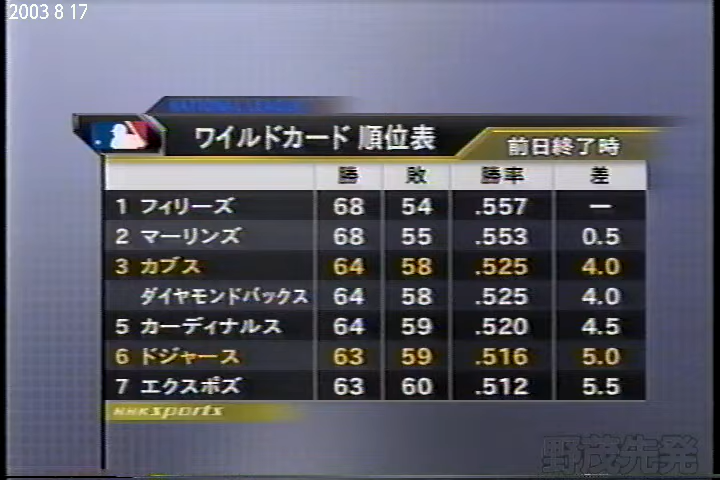 2003 8 17
NATIONAL LEAGUE
ワイルドカード 順位表 前日終了時
勝 敗 勝率 差
1 フィリーズ 68 54 .557 ー
2 マーリンズ 68 55 .553 0.5
3 カブス 64 58 .525 4.0
ダイヤモンドバックス 64 58 .525 4.0
5 カーディナルス 64 59 .520 4.5
6 ドジャース 63 59 .516 5.0
7 エクスポズ 63 60 .512 5.5
NHKsports
野茂先発